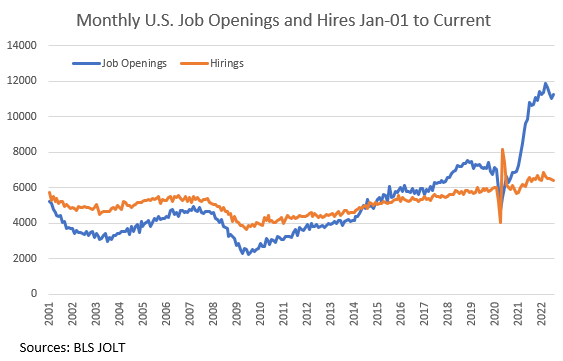 Monthly U.S. Job Openings and Hires Jan-01 to Current
14000
Job Openings Hirings
12000
10000
8000
6000
4000
2000
0
2001 2002 2003 2004 2005 2006 2007 2008 2009 2010 2011 2012 2013 2014 2015 2016 2017 2018 2019 2020 2021 2022
Sources: BLS JOLT